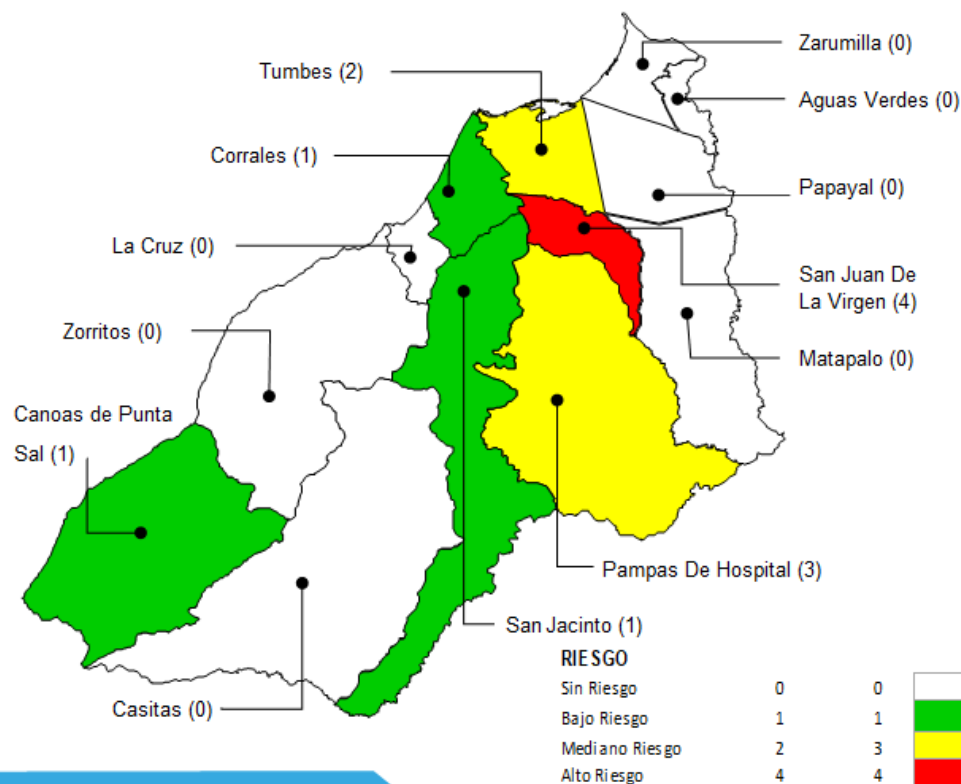 Zarumilla (0)
Tumbes (2)
Aguas Verdes (0)
Corrales (1)
Papayal (0)
La Cruz (0)
San Juan De
La Virgen (4)
Zorritos (0)
Matapalo (0)
Canoas de Punta
Sal (1)
Pampas De Hospital (3)
San Jacinto (1)
Casitas (0)
RIESGO
Sin Riesgo 0 0
Bajo Riesgo 1 1
Mediano Riesgo 2 3
Alto Riesgo 4 4